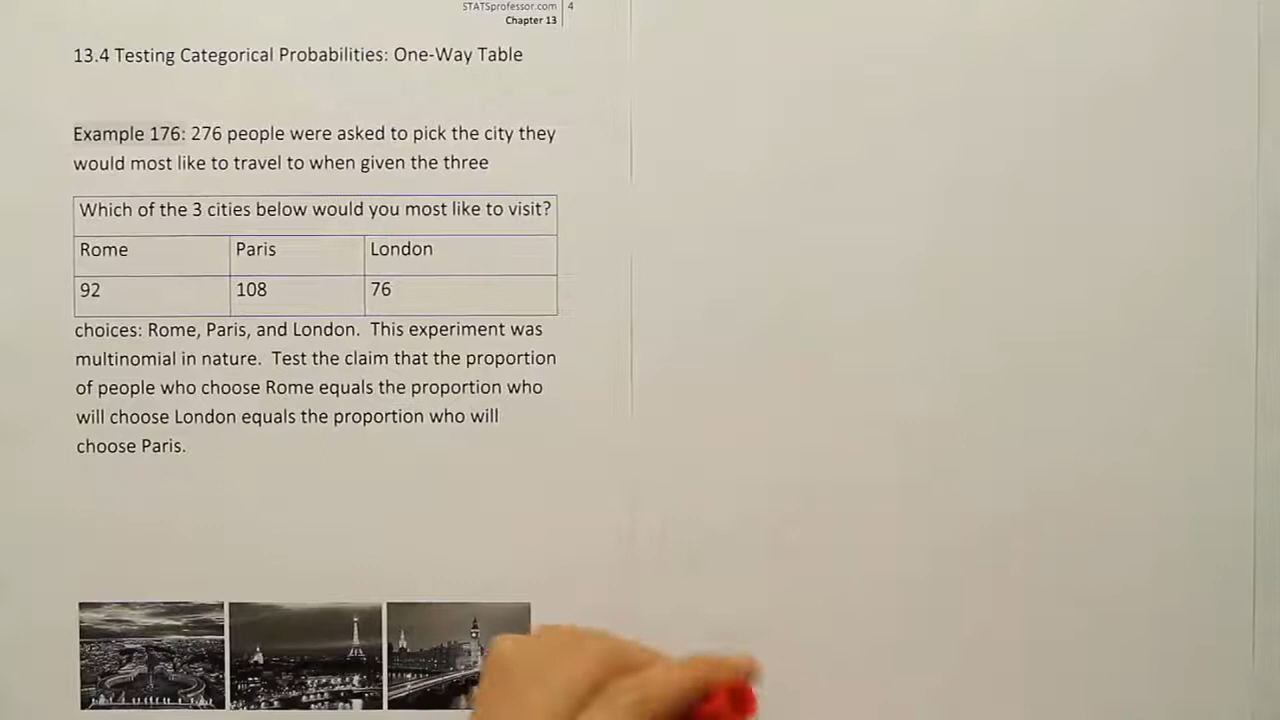 STATSprofessor.com | 4
Chapter 13
13.4 Testing Categorical Probabilities: One-Way Table
Example 176: 276 people were asked to pick the city they
would most like to travel to when given the three
Which of the 3 cities below would you most like to visit?
Rome Paris London
92 108 76
choices: Rome, Paris, and London. This experiment was
multinomial in nature. Test the claim that the proportion
of people who choose Rome equals the proportion who
will choose London equals the proportion who will
choose Paris.